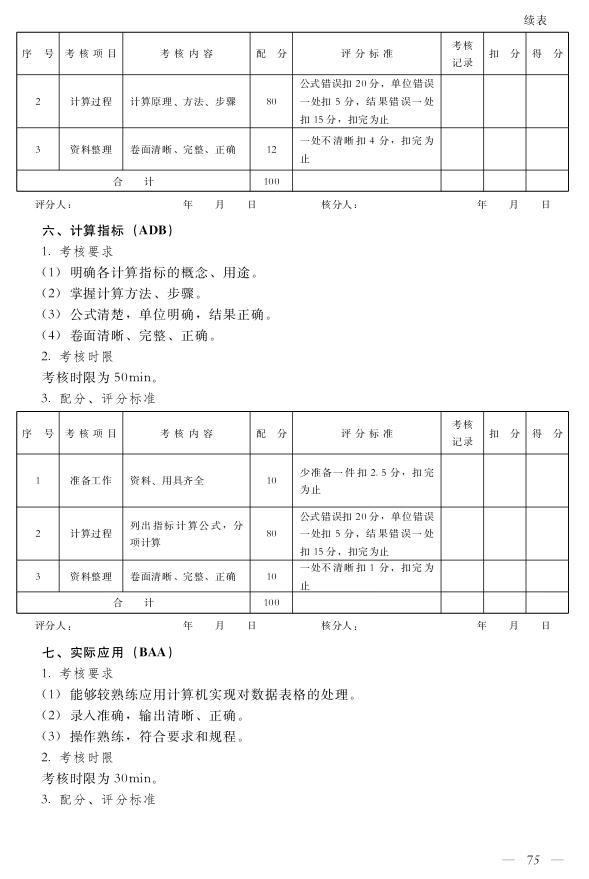 续表
序 号 考核项目 考核内容 配 分 评分标准 考核记录 扣 分 得 分
2 计算过程 计算原理、方法、步骤 80 公式错误扣 20 分，单位错误
一处扣 5 分，结果错误一处
扣 15 分，扣完为止
3 资料整理 卷面清晰、完整、正确 12 一处不清晰扣 4 分，扣完为
止
合 计 100
评分人： 年 月 日 核分人： 年 月 日
六、计算指标（ADB）
1. 考核要求
（1）明确各计算指标的概念、用途。
（2）掌握计算方法、步骤。
（3）公式清楚，单位明确，结果正确。
（4）卷面清晰、完整、正确。
2. 考核时限
考核时限为 50min。
3. 配分、评分标准
序 号 考核项目 考核内容 配 分 评分标准 考核记录 扣 分 得 分
1 准备工作 资料、用具齐全 10 少准备一件扣 2.5 分，扣完
为止
2 计算过程 列出指标计算公式，分项计算 80 公式错误扣 20 分，单位错误
一处扣 5 分，结果错误一处
扣 15 分，扣完为止
3 资料整理 卷面清晰、完整、正确 10 一处不清晰扣 1 分，扣完为
止
合 计 100
评分人： 年 月 日 核分人： 年 月 日
七、实际应用（BAA）
1. 考核要求
（1）能够较熟练应用计算机实现对数据表格的处理。
（2）录入准确，输出清晰、正确。
（3）操作熟练，符合要求和规程。
2. 考核时限
考核时限为 30min。
3. 配分、评分标准
— 75 —